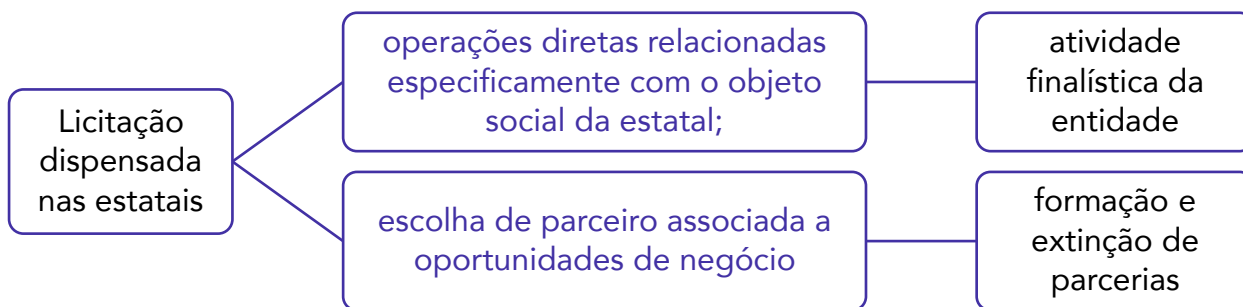 Licitação
dispensada
nas estatais
operações diretas relacionadas
especificamente com o objeto
social da estatal;
atividade
finalística da
entidade
escolha de parceiro associada a
oportunidades de negócio
formação e
extinção de
parcerias